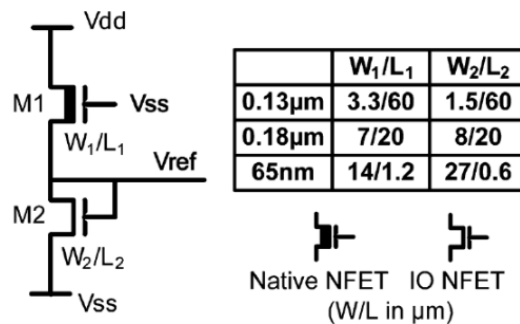 Vdd
M1
Vss
W₁/L₁
Vref
M2
W₂/L₂
Vss
W₁/L₁ W₂/L₂
0.13µm 3.3/60 1.5/60
0.18µm 7/20 8/20
65nm 14/1.2 27/0.6
Native NFET IO NFET
(W/L in µm)